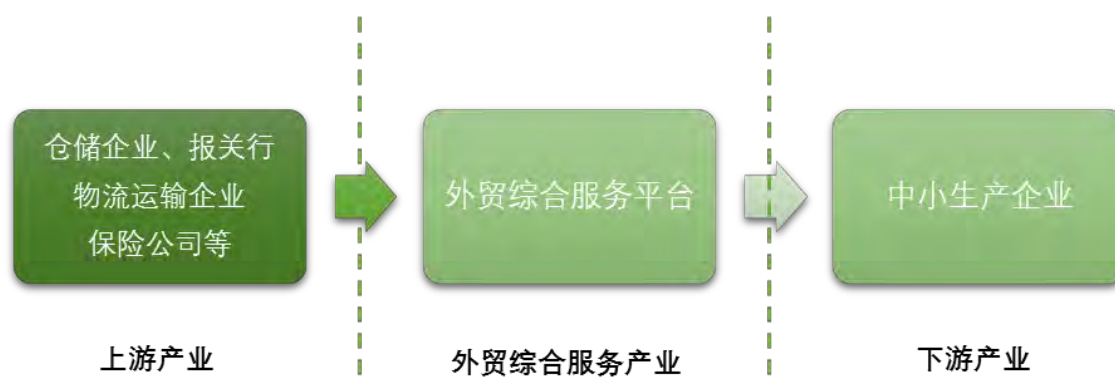 仓储企业、报关行
物流运输企业
保险公司等
外贸综合服务平台
中小生产企业
上游产业
外贸综合服务产业
下游产业